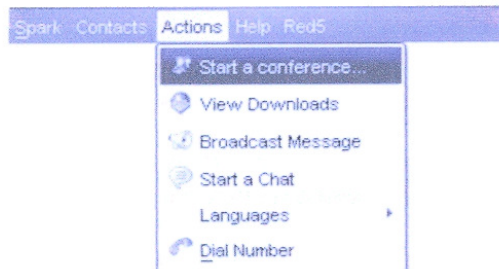 Spark Contacts Actions Help Red5
Start a conference...
View Downloads
Broadcast Message
Start a Chat
Languages
Dial Number